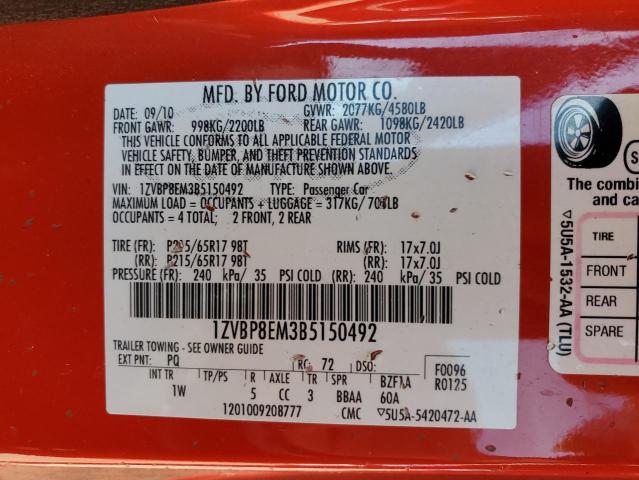 MFD. BY FORD MOTOR CO.
DATE: 09/10 GVWR: 2077KG/4580LB
FRONT GAWR: 998KG/2200LB REAR GAWR: 1098KG/2420LB
THIS VEHICLE CONFORMS TO ALL APPLICABLE FEDERAL MOTOR
VEHICLE SAFETY, BUMPER, AND THEFT PREVENTION STANDARDS
IN EFFECT ON THE DATE OF MANUFACTURE SHOWN ABOVE.
VIN: 1ZVBP8EM3B5150492 TYPE: Passenger Car
MAXIMUM LOAD = OCCUPANTS + LUGGAGE = 317KG/ 701LB
OCCUPANTS = 4 TOTAL; 2 FRONT, 2 REAR
TIRE (FR): P215/65R17 98T RIMS (FR): 17x7.0J
(RR): P215/65R17 98T (RR): 17x7.0J
PRESSURE (FR): 240 kPa/ 35 PSI COLD (RR): 240 kPa/ 35 PSI COLD
1ZVBP8EM3B5150492
TRAILER TOWING - SEE OWNER GUIDE
EXT PNT: PQ RC: 72 DSO: F0096
R0125
INT TR TP/PS R AXLE TR SPR BZF1A
1W 5 CC 3 BBAA 60A
1201009208777 CMC ▽5U5A-5420472-AA
▽5U5A-1532-AA (TLU)
The combi
and ca
TIRE
FRONT
REAR
SPARE